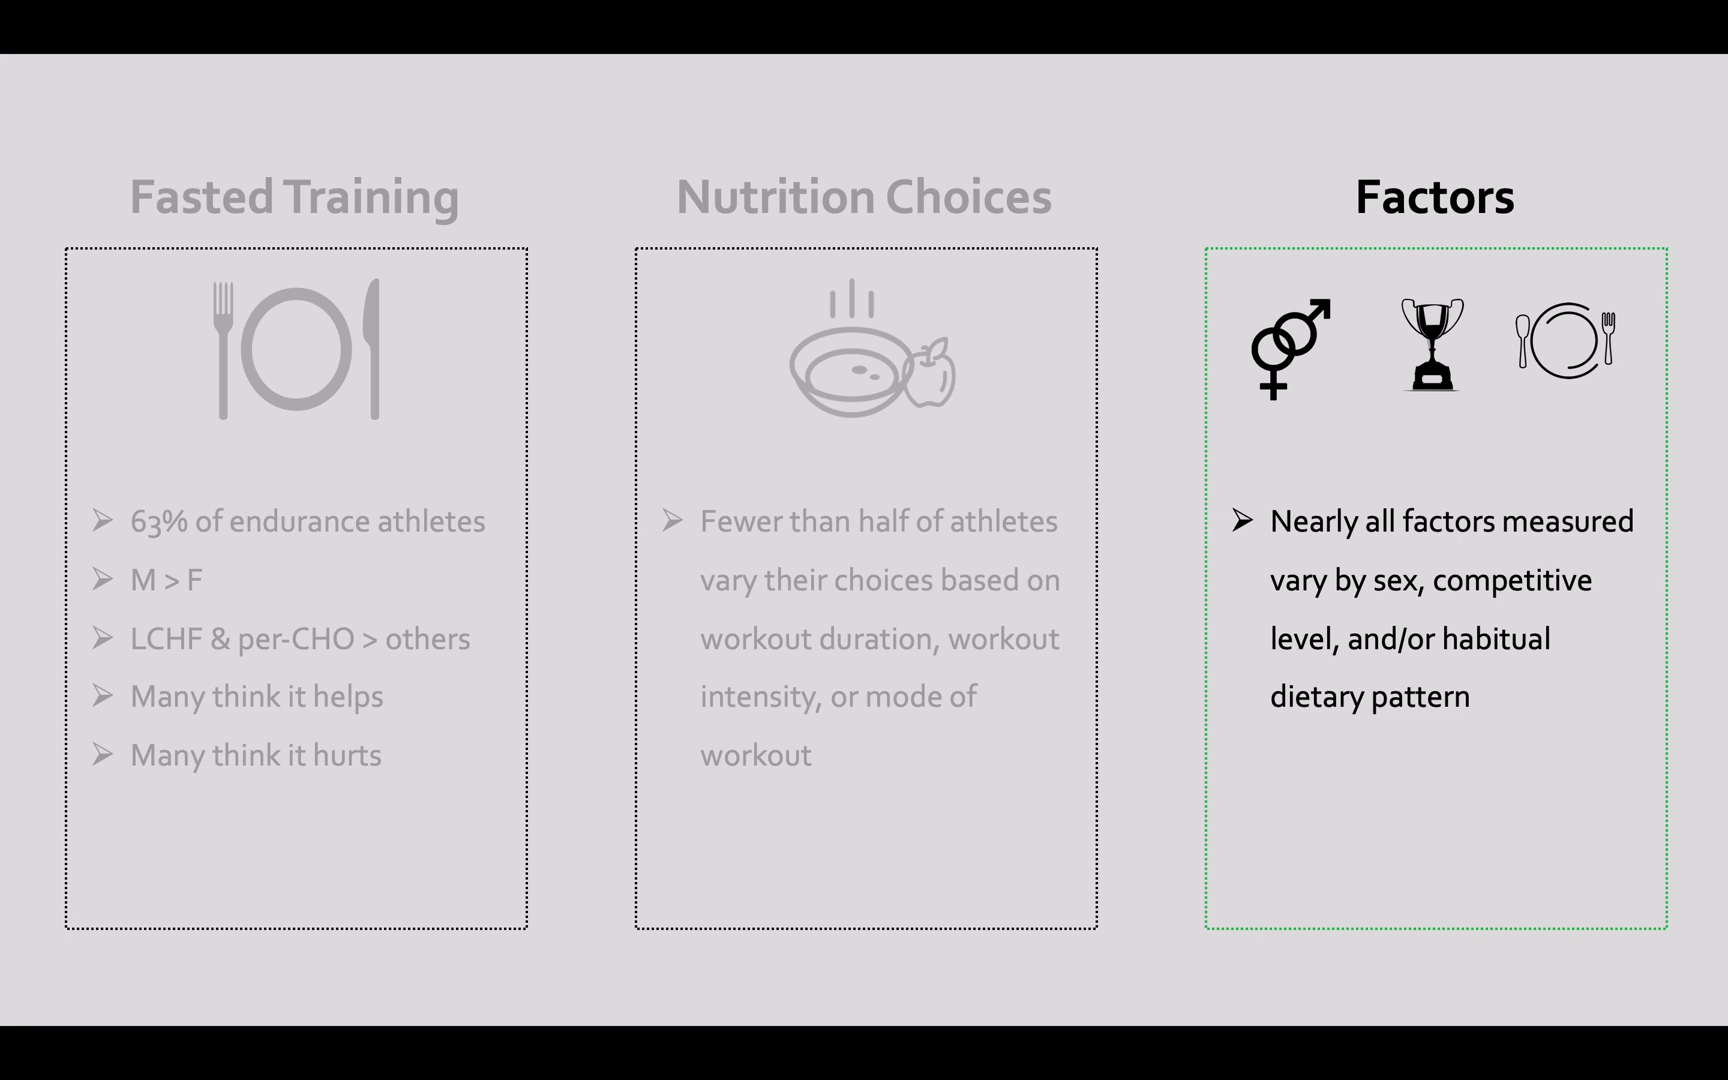 Fasted Training
➢ 63% of endurance athletes
➢ M > F
➢ LCHF & per-CHO > others
➢ Many think it helps
➢ Many think it hurts
Nutrition Choices
➢ Fewer than half of athletes
vary their choices based on
workout duration, workout
intensity, or mode of
workout
Factors
➢ Nearly all factors measured
vary by sex, competitive
level, and/or habitual
dietary pattern